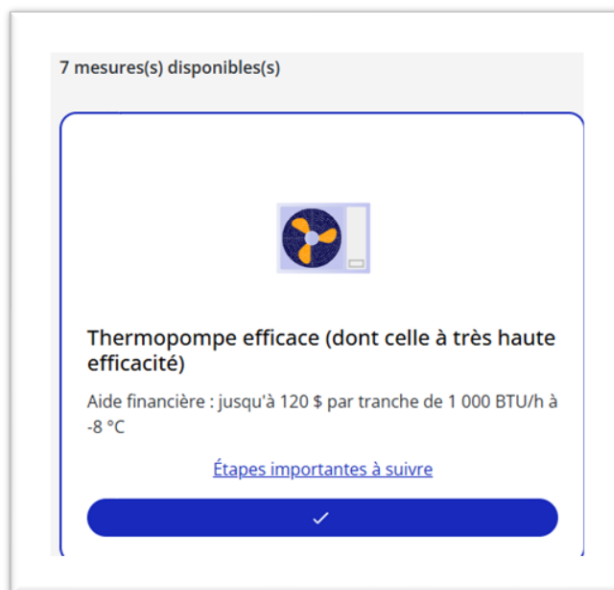 7 mesures(s) disponibles(s)
Thermopompe efficace (dont celle à très haute
efficacité)
Aide financière : jusqu'à 120 $ par tranche de 1 000 BTU/h à
-8 °C
Étapes importantes à suivre